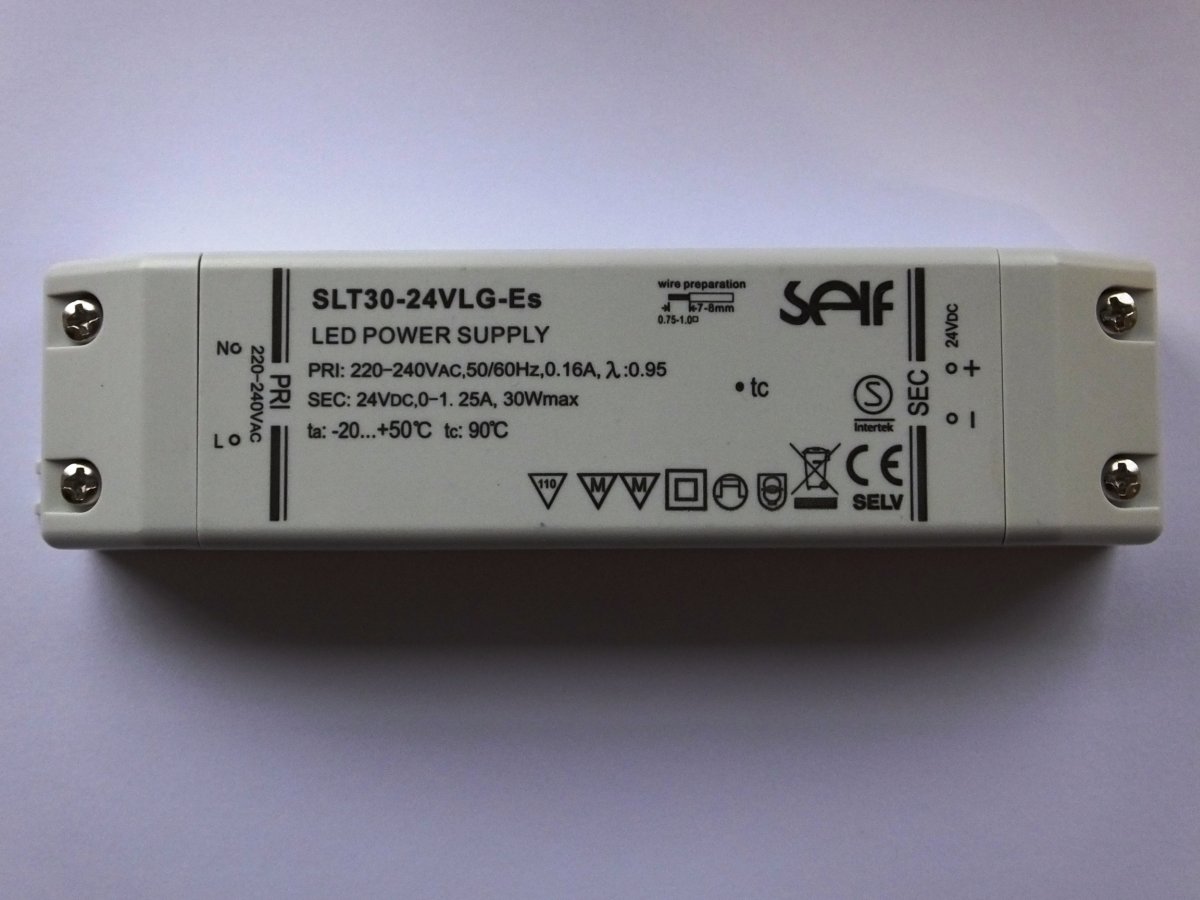 SLT30-24VLG-Es
LED POWER SUPPLY
PRI: 220-240VAC,50/60Hz,0.16A, λ:0.95
SEC: 24VDC,0-1. 25A, 30Wmax
ta: -20...+50℃ tc: 90℃
wire preparation
7-8mm
0.75-1.0□
SELF
• tc
S
Intertek
N
L
220-240VAC
PRI
SEC
24VDC
+
-
110
M
M
CE
SELV